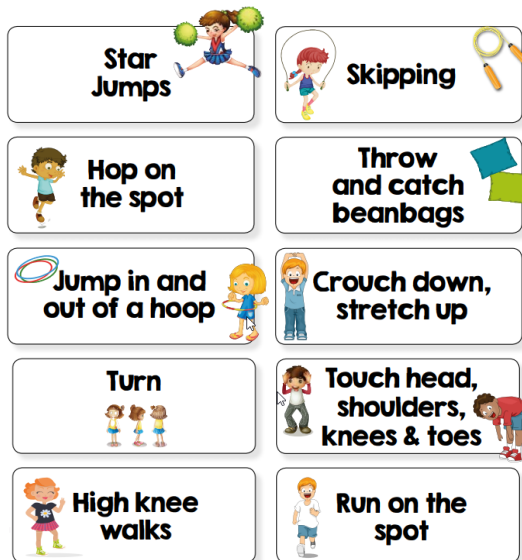 Star
Jumps
Skipping
Hop on
the spot
Throw
and catch
beanbags
Jump in and
out of a hoop
Crouch down,
stretch up
Turn
Touch head,
shoulders,
knees & toes
High knee
walks
Run on the
spot